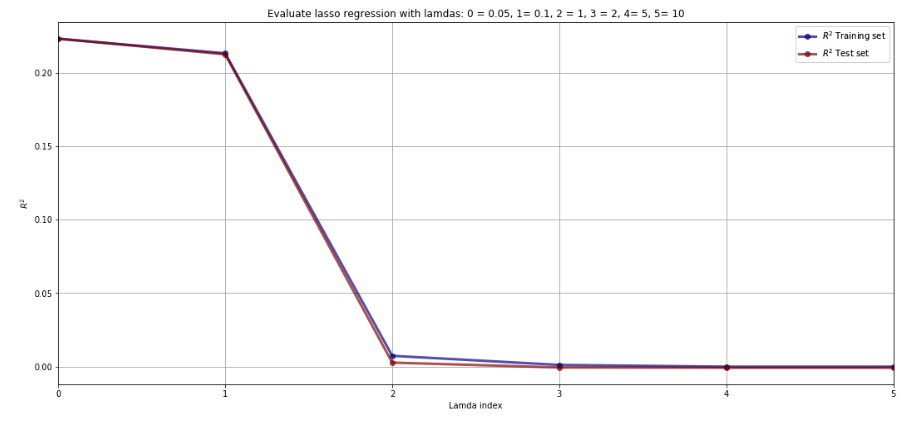 Evaluate lasso regression with lamdas: 0 = 0.05, 1= 0.1, 2 = 1, 3 = 2, 4= 5, 5= 10
R² Training set
R² Test set
0.20
0.15
0.10
0.05
0.00
R²
0 1 2 3 4 5
Lamda index